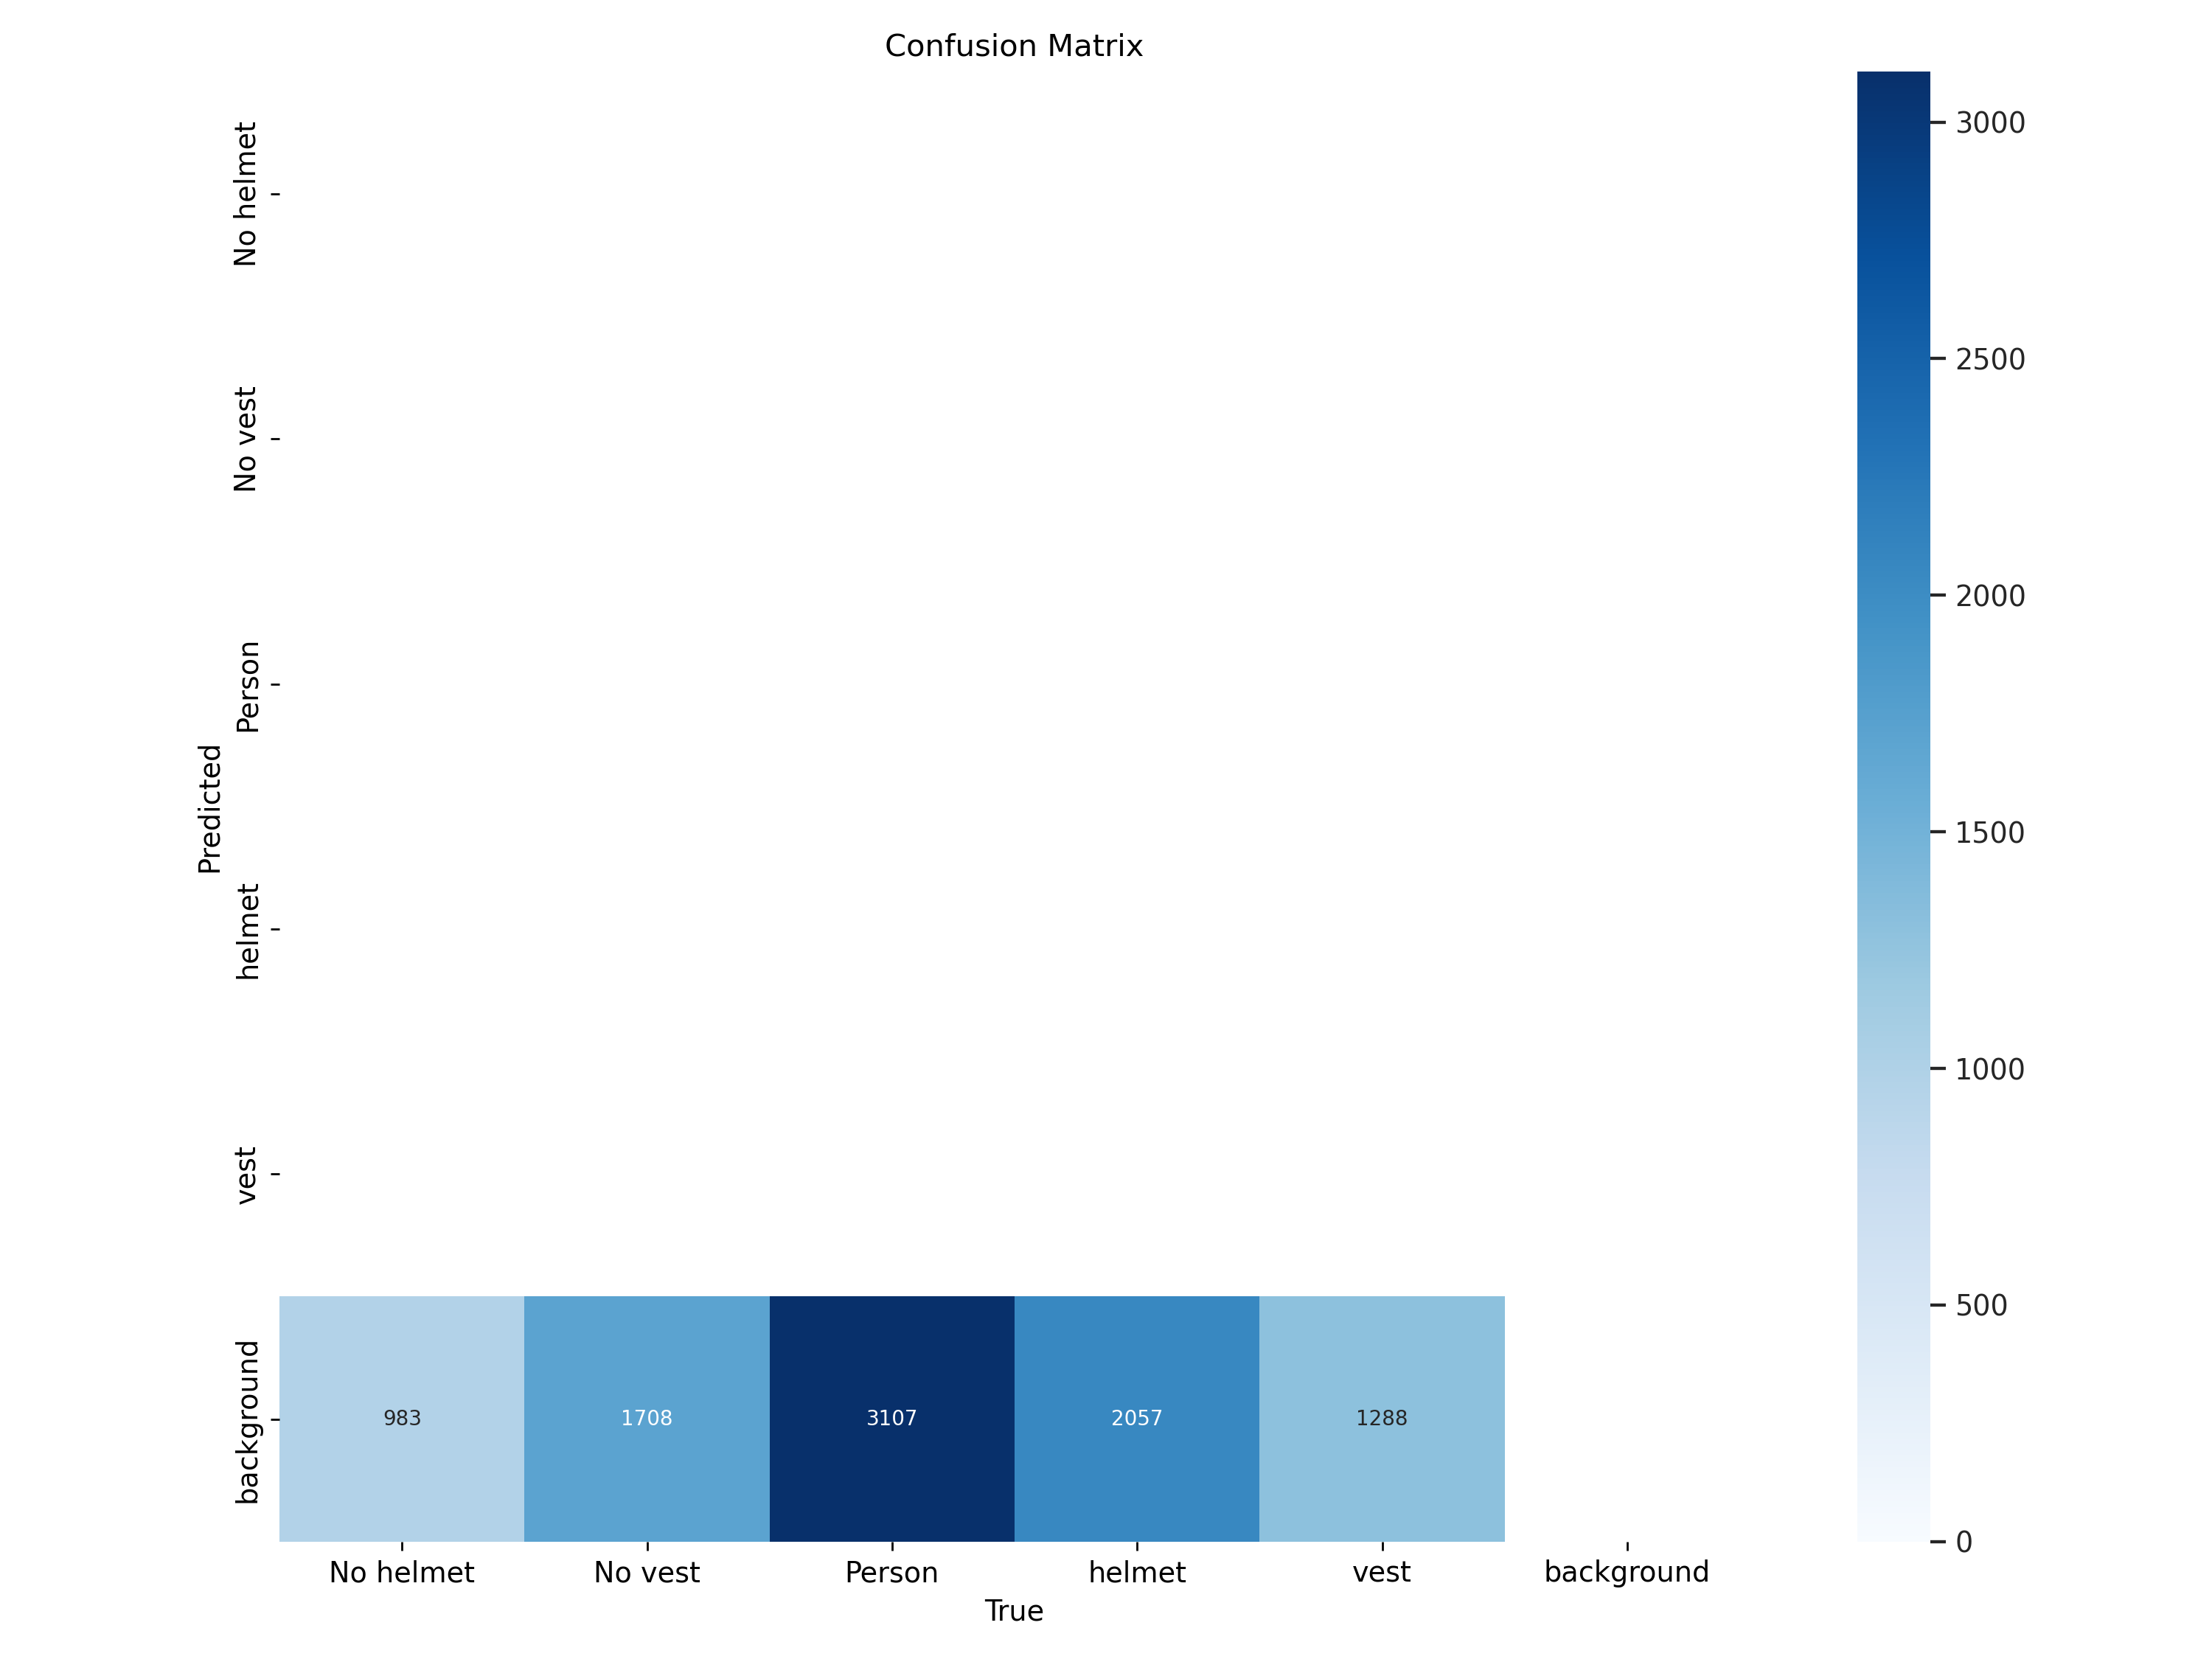 Confusion Matrix
No helmet
No vest
Person
helmet
vest
background
Predicted
983 1708 3107 2057 1288
No helmet No vest Person helmet vest background
True
3000
2500
2000
1500
1000
500
0